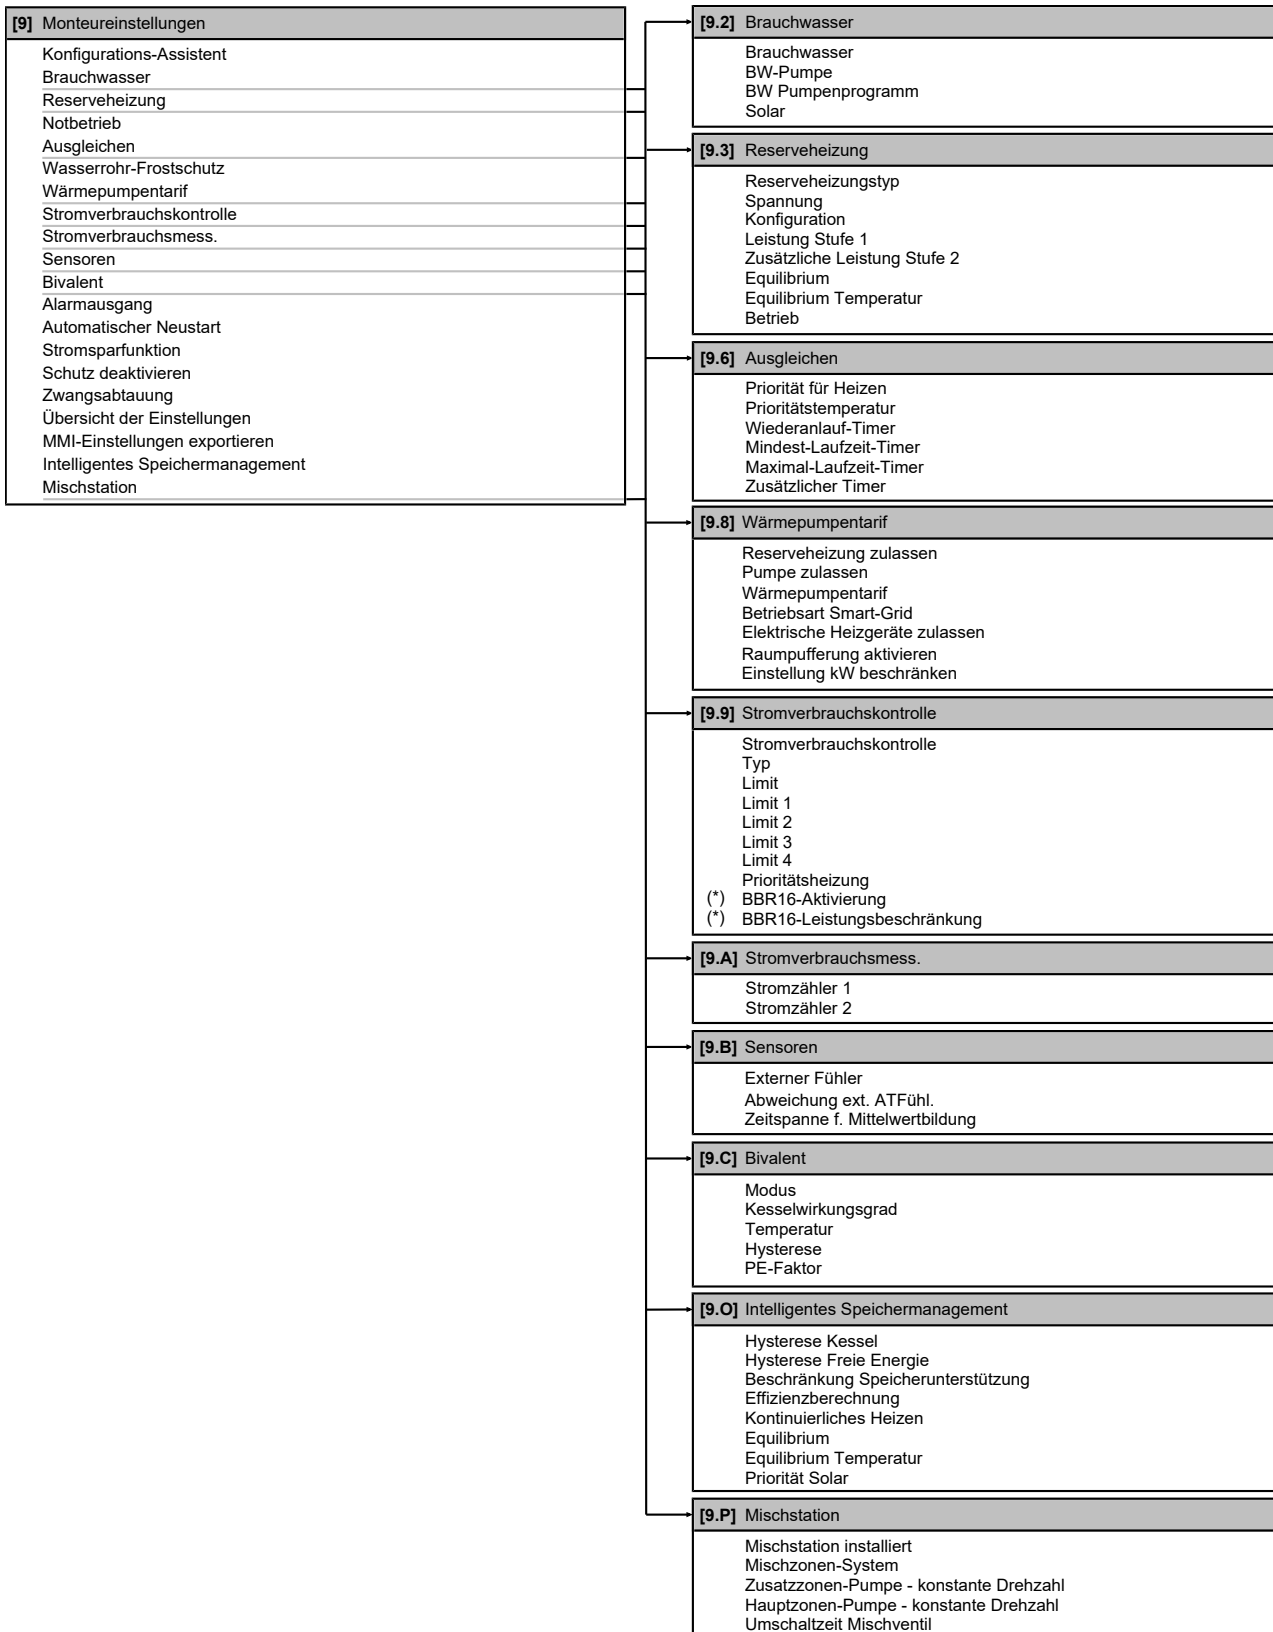 [9] Monteureinstellungen
Konfigurations-Assistent
Brauchwasser
Reserveheizung
Notbetrieb
Ausgleichen
Wasserrohr-Frostschutz
Wärmepumpentarif
Stromverbrauchskontrolle
Stromverbrauchsmess.
Sensoren
Bivalent
Alarmausgang
Automatischer Neustart
Stromsparfunktion
Schutz deaktivieren
Zwangsabtauung
Übersicht der Einstellungen
MMI-Einstellungen exportieren
Intelligentes Speichermanagement
Mischstation
[9.2] Brauchwasser
Brauchwasser
BW-Pumpe
BW Pumpenprogramm
Solar
[9.3] Reserveheizung
Reserveheizungstyp
Spannung
Konfiguration
Leistung Stufe 1
Zusätzliche Leistung Stufe 2
Equilibrium
Equilibrium Temperatur
Betrieb
[9.6] Ausgleichen
Priorität für Heizen
Prioritätstemperatur
Wiederanlauf-Timer
Mindest-Laufzeit-Timer
Maximal-Laufzeit-Timer
Zusätzlicher Timer
[9.8] Wärmepumpentarif
Reserveheizung zulassen
Pumpe zulassen
Wärmepumpentarif
Betriebsart Smart-Grid
Elektrische Heizgeräte zulassen
Raumpufferung aktivieren
Einstellung kW beschränken
[9.9] Stromverbrauchskontrolle
Stromverbrauchskontrolle
Typ
Limit
Limit 1
Limit 2
Limit 3
Limit 4
Prioritätsheizung
(*) BBR16-Aktivierung
(*) BBR16-Leistungsbeschränkung
[9.A] Stromverbrauchsmess.
Stromzähler 1
Stromzähler 2
[9.B] Sensoren
Externer Fühler
Abweichung ext. ATFühl.
Zeitspanne f. Mittelwertbildung
[9.C] Bivalent
Modus
Kesselwirkungsgrad
Temperatur
Hysterese
PE-Faktor
[9.O] Intelligentes Speichermanagement
Hysterese Kessel
Hysterese Freie Energie
Beschränkung Speicherunterstützung
Effizienzberechnung
Kontinuierliches Heizen
Equilibrium
Equilibrium Temperatur
Priorität Solar
[9.P] Mischstation
Mischstation installiert
Mischzonen-System
Zusatzzonen-Pumpe - konstante Drehzahl
Hauptzonen-Pumpe - konstante Drehzahl
Umschaltzeit Mischventil